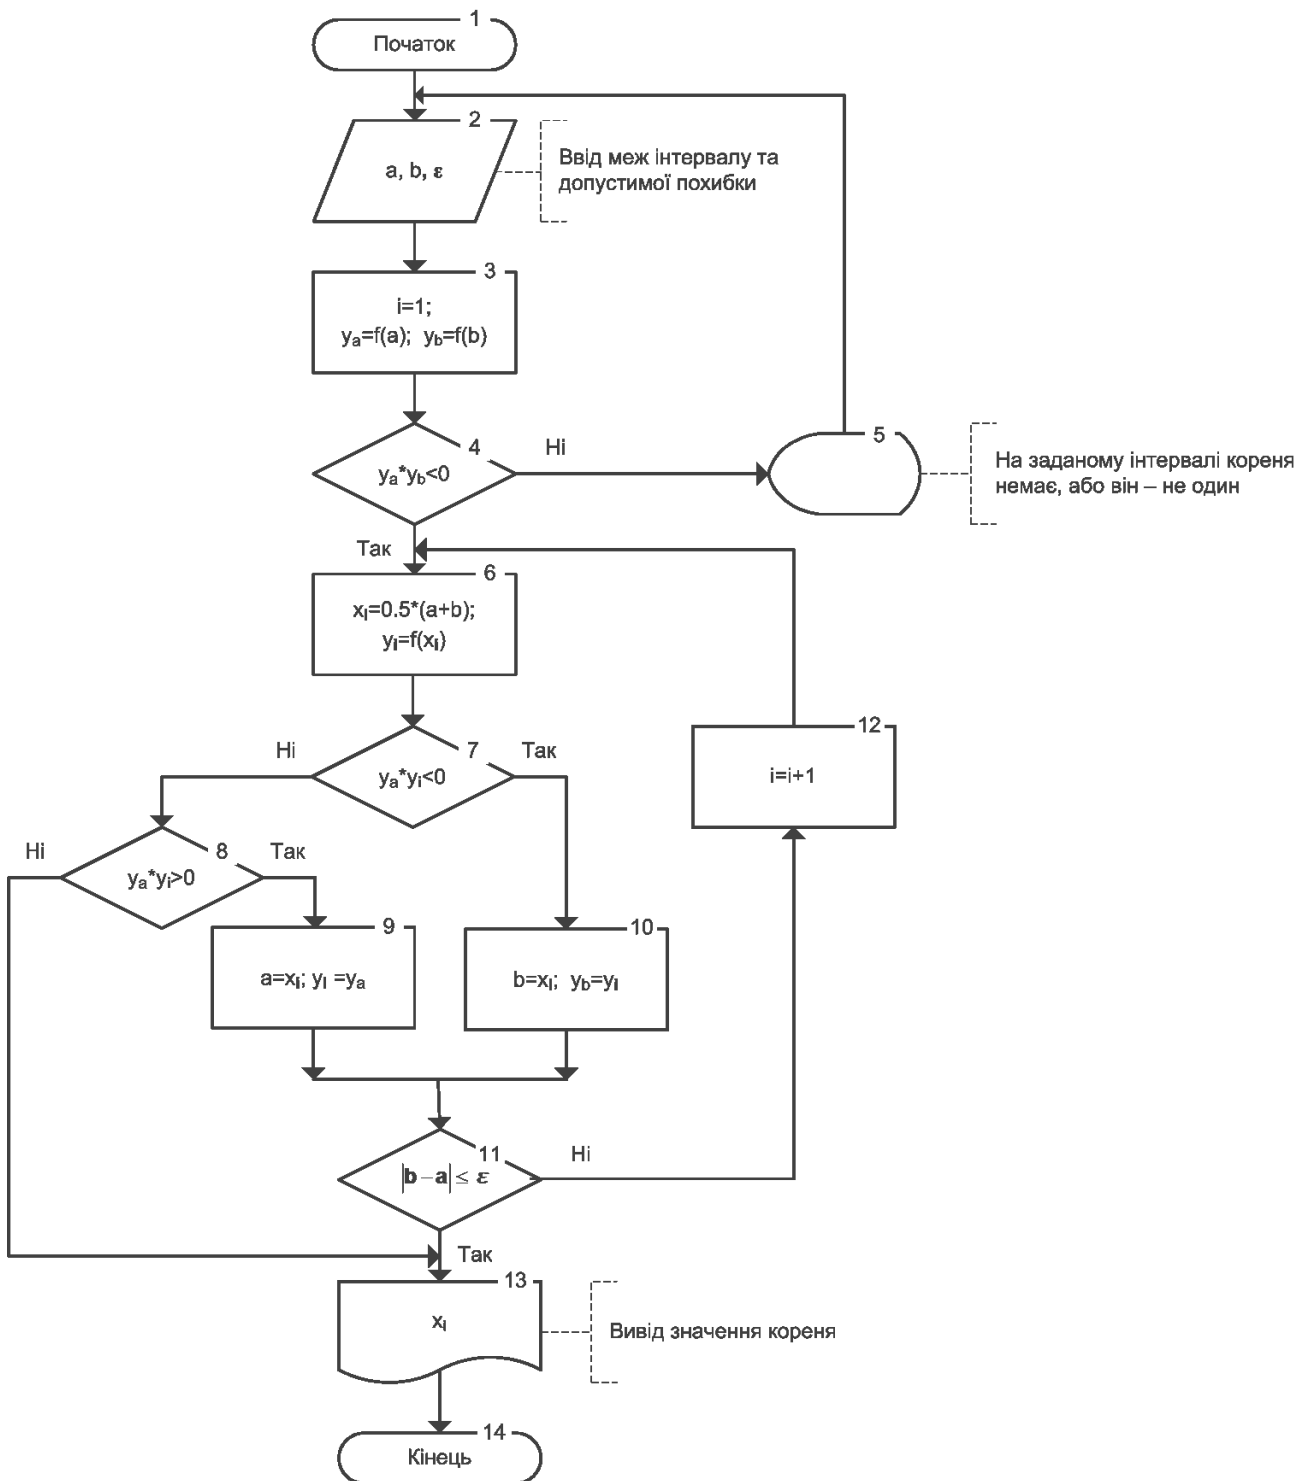 1
Початок
2
a, b, ε
Ввід меж інтервалу та
допустимої похибки
3
i=1;
yₐ=f(a); y_b=f(b)
4
Ні
yₐ*y_b<0
5
На заданому інтервалі кореня
немає, або він – не один
Так
6
xᵢ=0.5*(a+b);
yᵢ=f(xᵢ)
12
i=i+1
Ні
7
Так
yₐ*yᵢ<0
Ні
8
Так
yₐ*yᵢ>0
9
a=xᵢ; yᵢ =yₐ
10
b=xᵢ; y_b=yᵢ
11
Ні
|b – a| ≤ ε
Так
13
xᵢ
Вивід значення кореня
14
Кінець